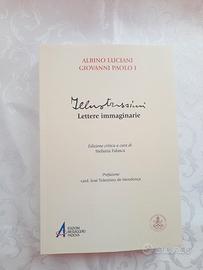 ALBINO LUCIANI
GIOVANNI PAOLO I
Illustrissimi
Lettere immaginarie
Edizione critica a cura di
Stefania Falasca
Prefazione
card. José Tolentino de Mendonça
EDIZIONI
MESSAGGERO
PADOVA
subito